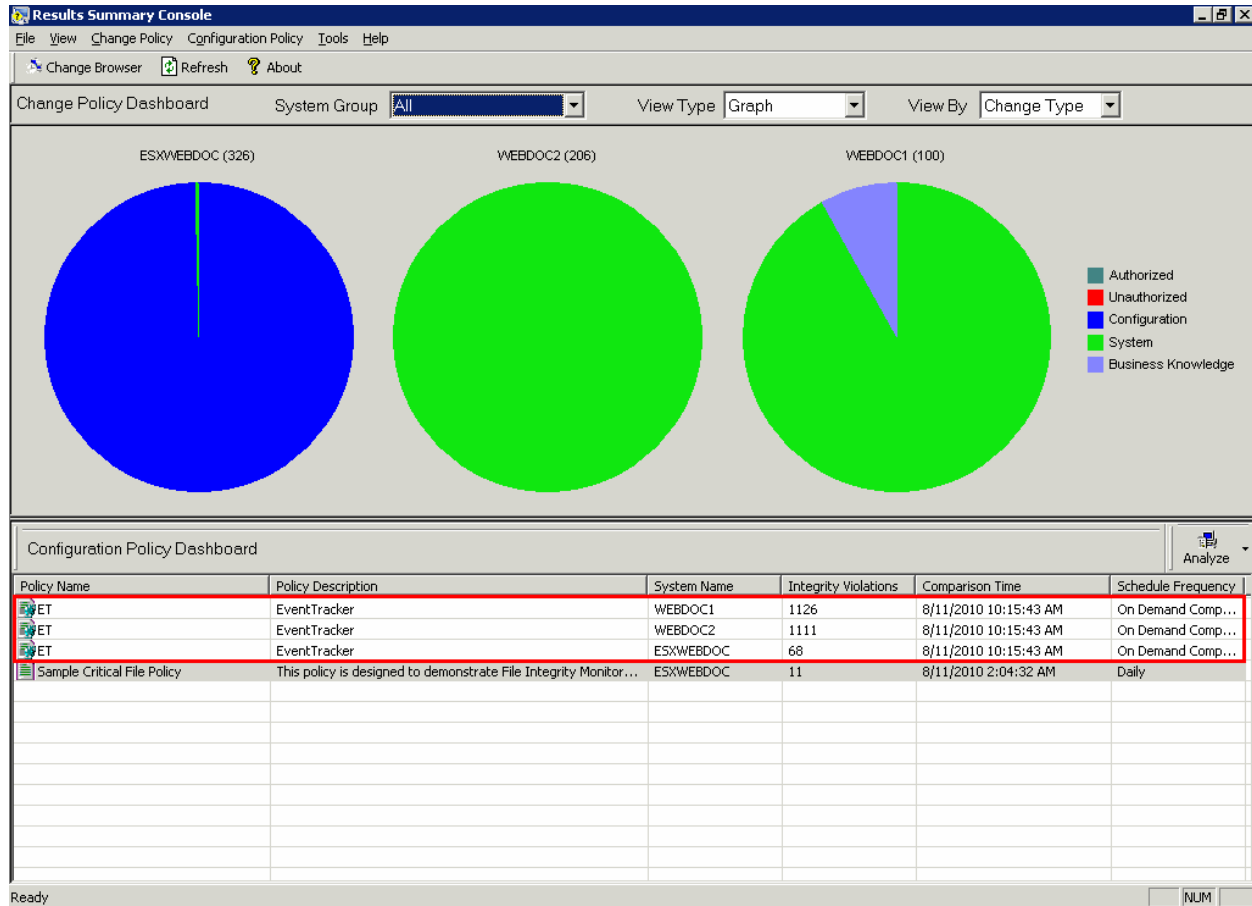 Results Summary Console
File View Change Policy Configuration Policy Tools Help
Change Browser Refresh About
Change Policy Dashboard System Group All View Type Graph View By Change Type
ESXWEBDOC (326) WEBDOC2 (206) WEBDOC1 (100)
Authorized
Unauthorized
Configuration
System
Business Knowledge
Configuration Policy Dashboard Analyze
Policy Name Policy Description System Name Integrity Violations Comparison Time Schedule Frequency
ET EventTracker WEBDOC1 1126 8/11/2010 10:15:43 AM On Demand Comp...
ET EventTracker WEBDOC2 1111 8/11/2010 10:15:43 AM On Demand Comp...
ET EventTracker ESXWEBDOC 68 8/11/2010 10:15:43 AM On Demand Comp...
Sample Critical File Policy This policy is designed to demonstrate File Integrity Monitor... ESXWEBDOC 11 8/11/2010 2:04:32 AM Daily
Ready NUM